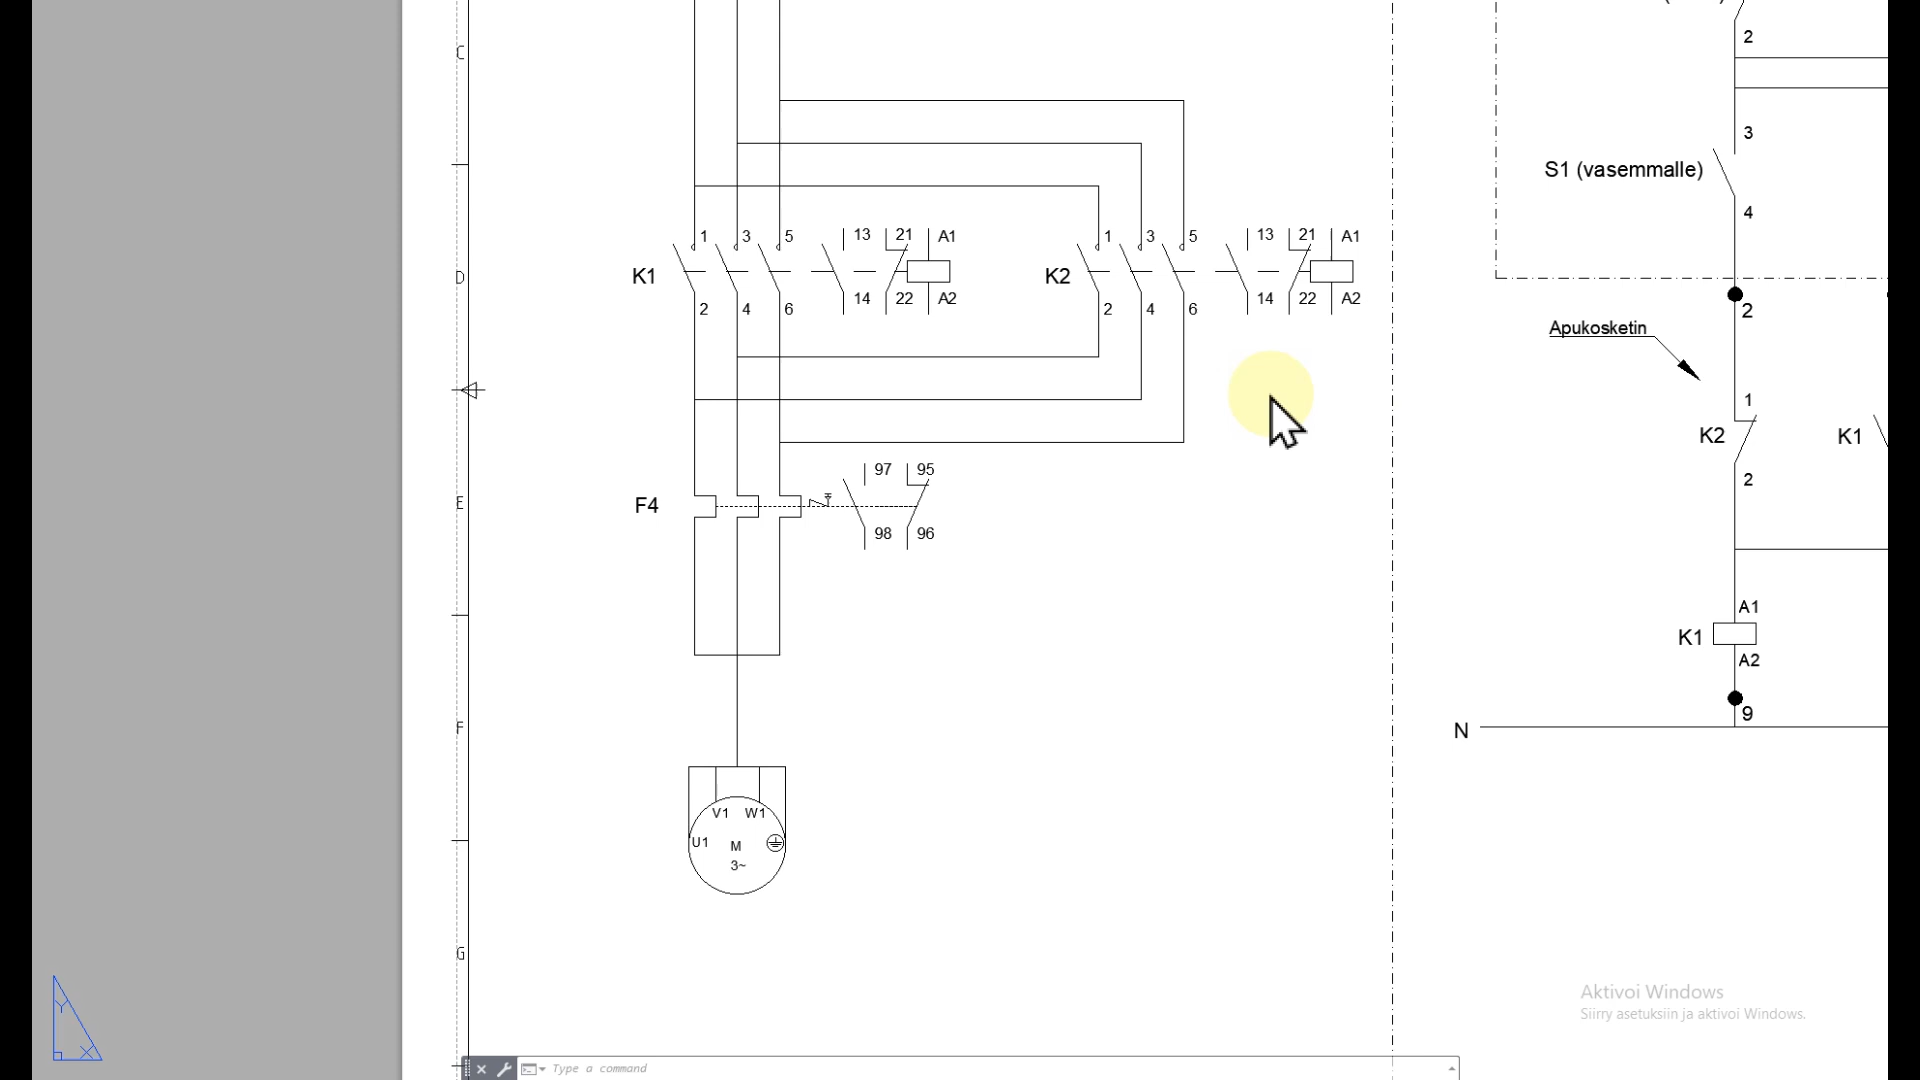 C
2
3
S1 (vasemmalle)
4
1 3 5 13 21 A1
K1
2 4 6 14 22 A2
1 3 5 13 21 A1
K2
2 4 6 14 22 A2
D
2
Apukosketin
1
K2
2
K1
97 95
F4
98 96
E
A1
K1
A2
9
N
F
V1 W1
U1
M
3~
G
Y
X
Aktivoi Windows
Siirry asetuksiin ja aktivoi Windows.
Type a command